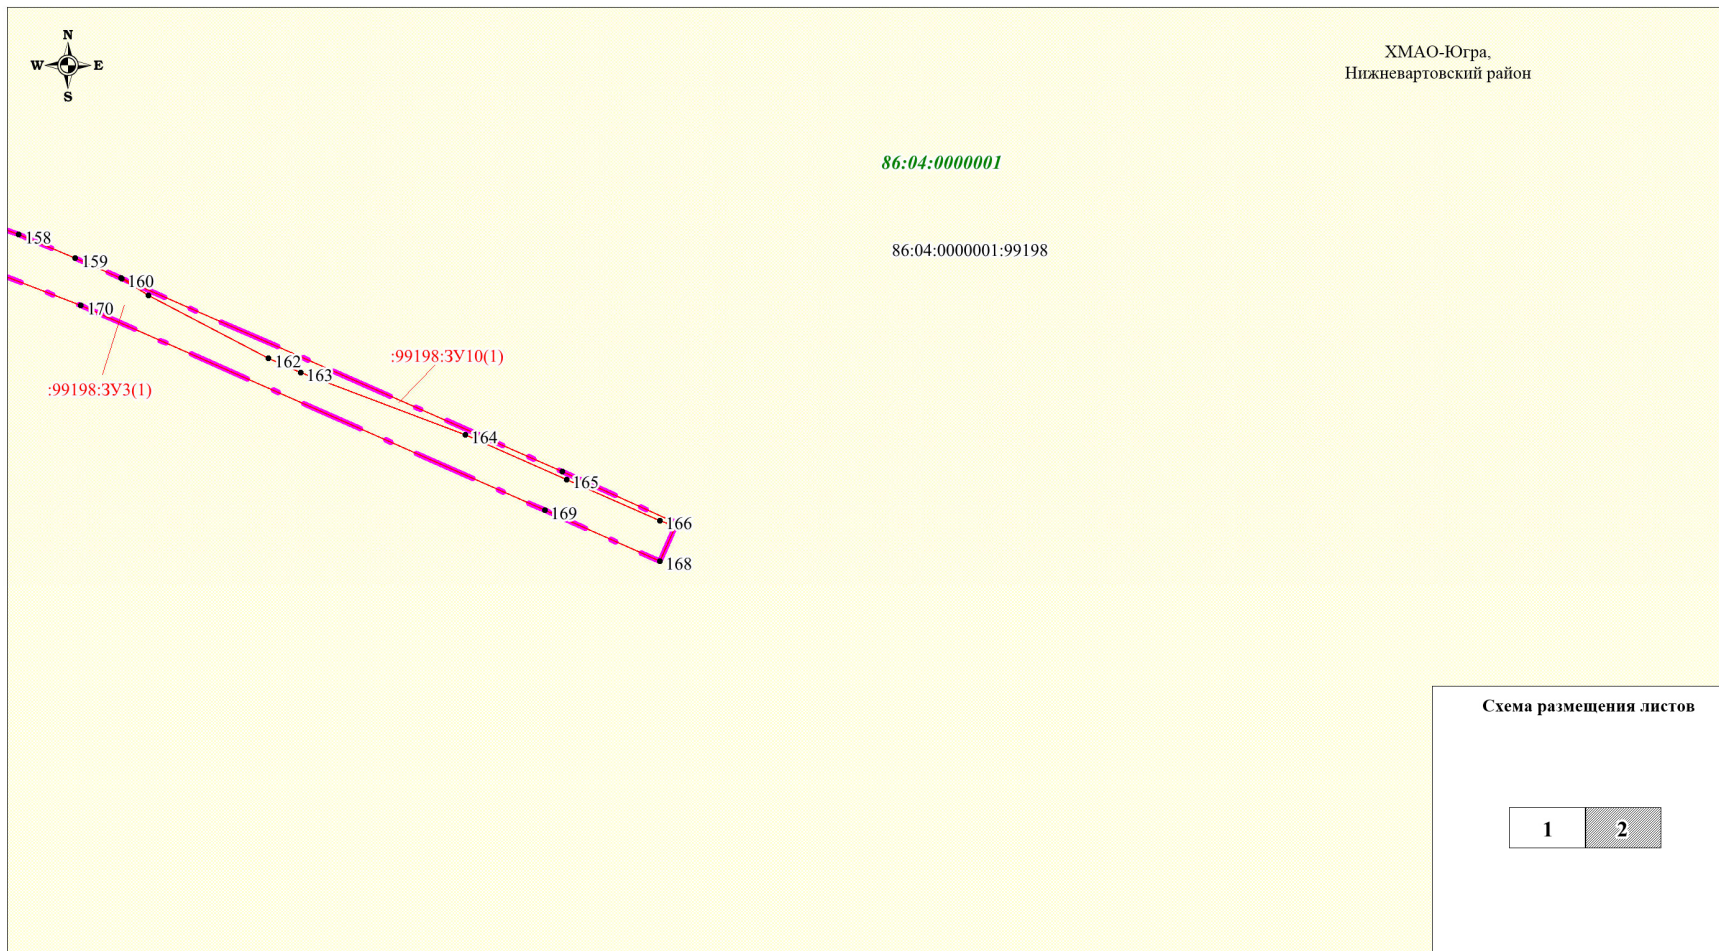 N
W E
S
ХМАО-Югра,
Нижневартовский район
86:04:0000001
86:04:0000001:99198
158
159
160
170
162
163
:99198:ЗУ10(1)
:99198:ЗУ3(1)
164
165
169
166
168
Схема размещения листов
1 2